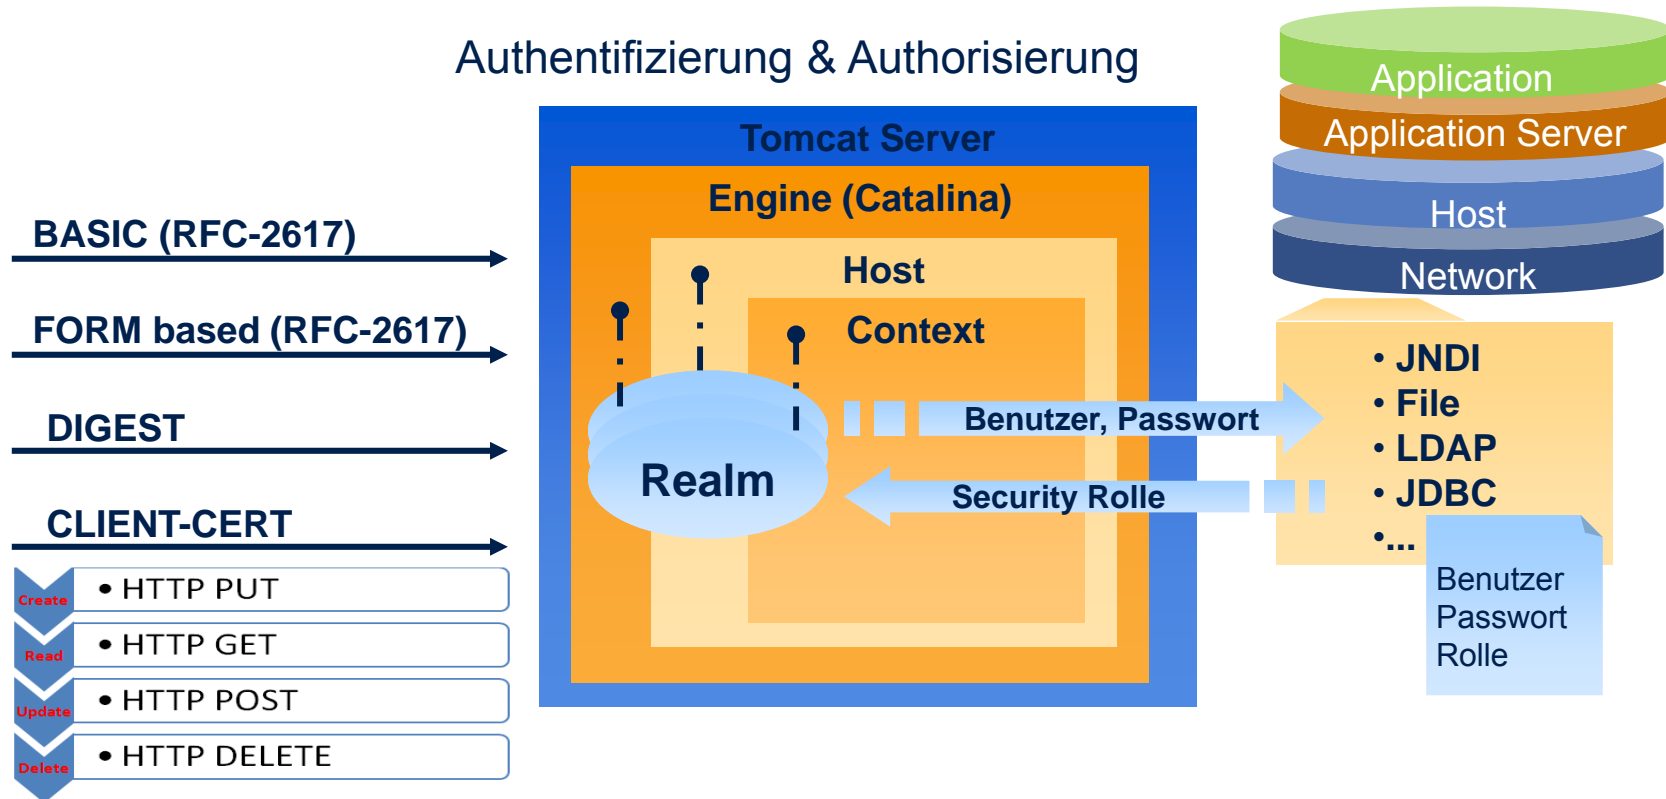 Authentifizierung & Authorisierung
BASIC (RFC-2617)
FORM based (RFC-2617)
DIGEST
CLIENT-CERT
Create
• HTTP PUT
Read
• HTTP GET
Update
• HTTP POST
Delete
• HTTP DELETE
Tomcat Server
Engine (Catalina)
Host
Context
Realm
Benutzer, Passwort
Security Rolle
Application
Application Server
Host
Network
• JNDI
• File
• LDAP
• JDBC
•...
Benutzer
Passwort
Rolle